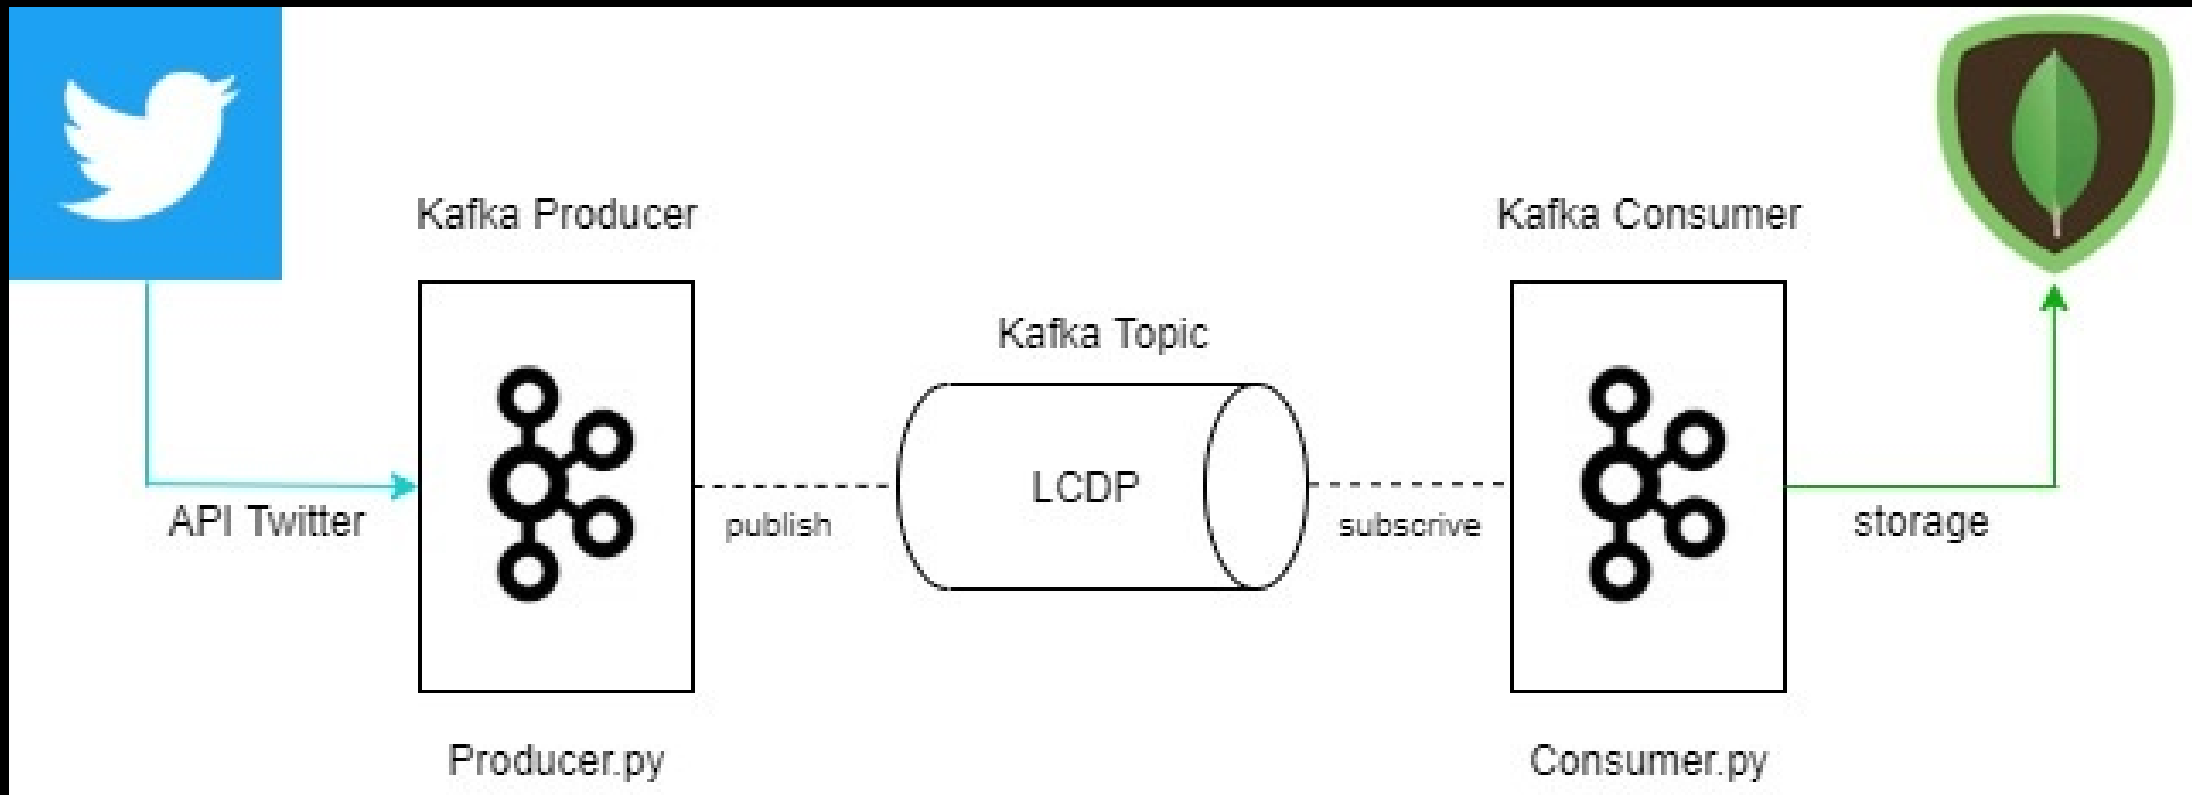 Kafka Producer
Kafka Consumer
Kafka Topic
LCDP
API Twitter
publish
subscrive
storage
Producer.py
Consumer.py